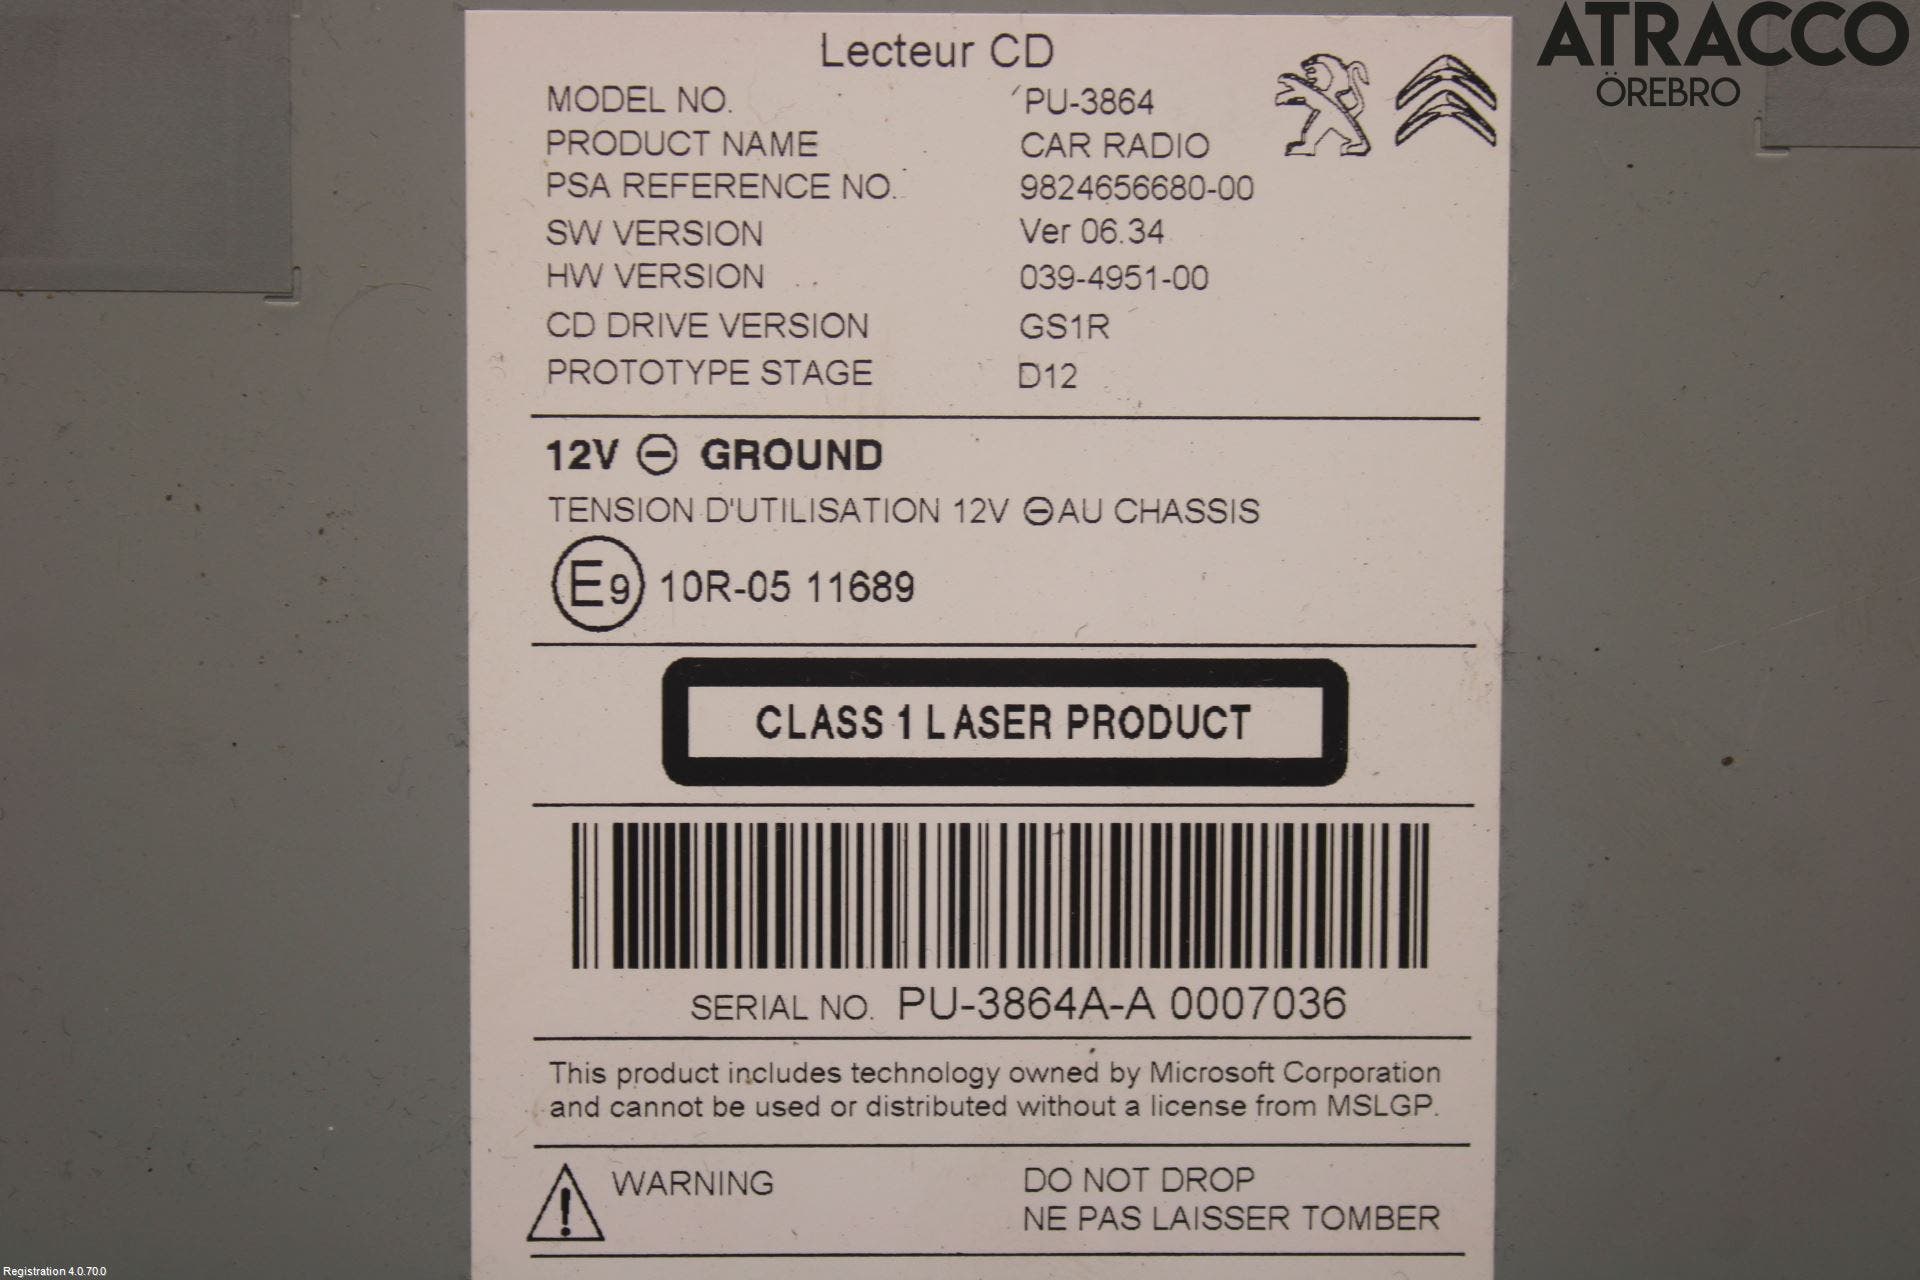 ATRACCO
ÖREBRO
Lecteur CD
MODEL NO. PU-3864
PRODUCT NAME CAR RADIO
PSA REFERENCE NO. 9824656680-00
SW VERSION Ver 06.34
HW VERSION 039-4951-00
CD DRIVE VERSION GS1R
PROTOTYPE STAGE D12
12V ⊖ GROUND
TENSION D'UTILISATION 12V ⊖ AU CHASSIS
E9 10R-05 11689
CLASS 1 LASER PRODUCT
SERIAL NO. PU-3864A-A 0007036
This product includes technology owned by Microsoft Corporation
and cannot be used or distributed without a license from MSLGP.
WARNING DO NOT DROP
NE PAS LAISSER TOMBER
Registration 4.0.70.0